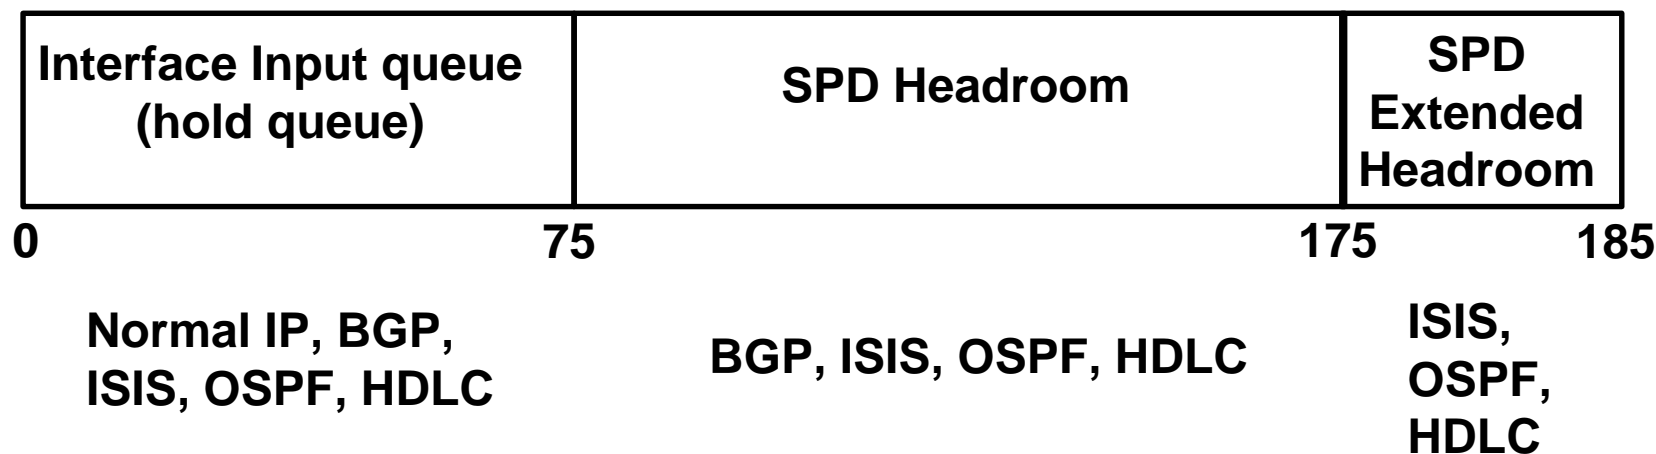 Interface Input queue
(hold queue)
SPD Headroom
SPD
Extended
Headroom
0
75
175
185
Normal IP, BGP,
ISIS, OSPF, HDLC
BGP, ISIS, OSPF, HDLC
ISIS,
OSPF,
HDLC